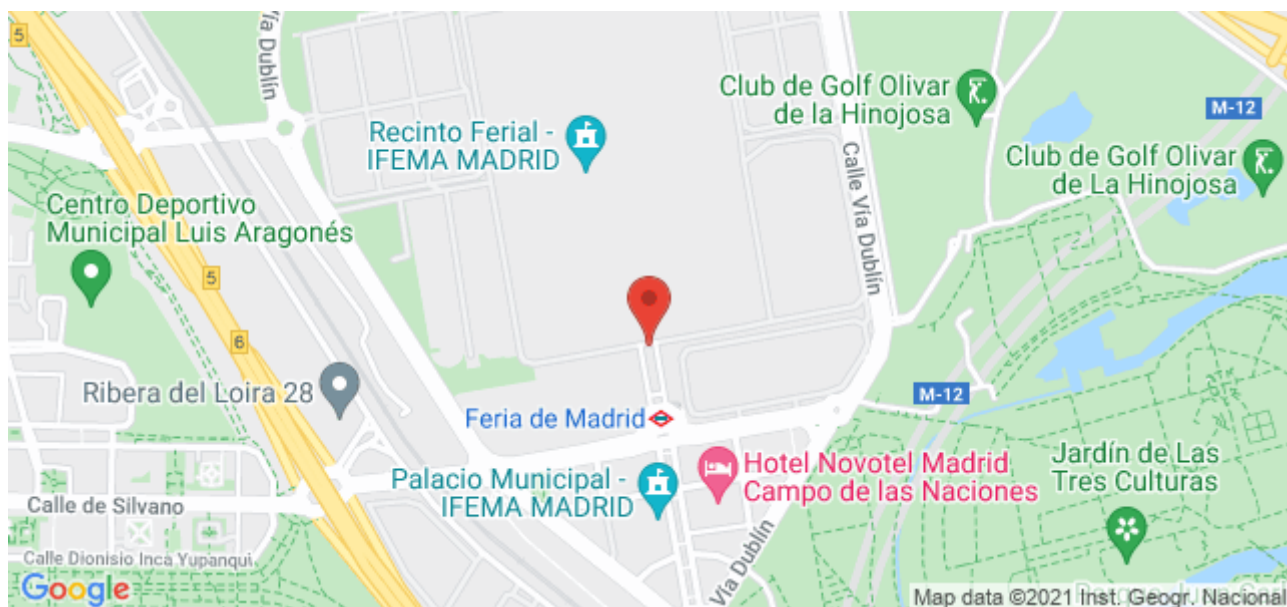 5
Vía Dublín
Club de Golf Olivar
de la Hinojosa
M-12
Recinto Ferial -
IFEMA MADRID
Calle Vía Dublín
Club de Golf Olivar
de La Hinojosa
Centro Deportivo
Municipal Luis Aragonés
5
6
Ribera del Loira 28
M-12
Feria de Madrid
Hotel Novotel Madrid
Campo de las Naciones
Jardín de Las
Tres Culturas
Palacio Municipal -
IFEMA MADRID
Calle de Silvano
Vía Dublín
Calle Dionisio Inca Yupanqui
Google
Map data ©2021 Inst. Geogr. Nacional